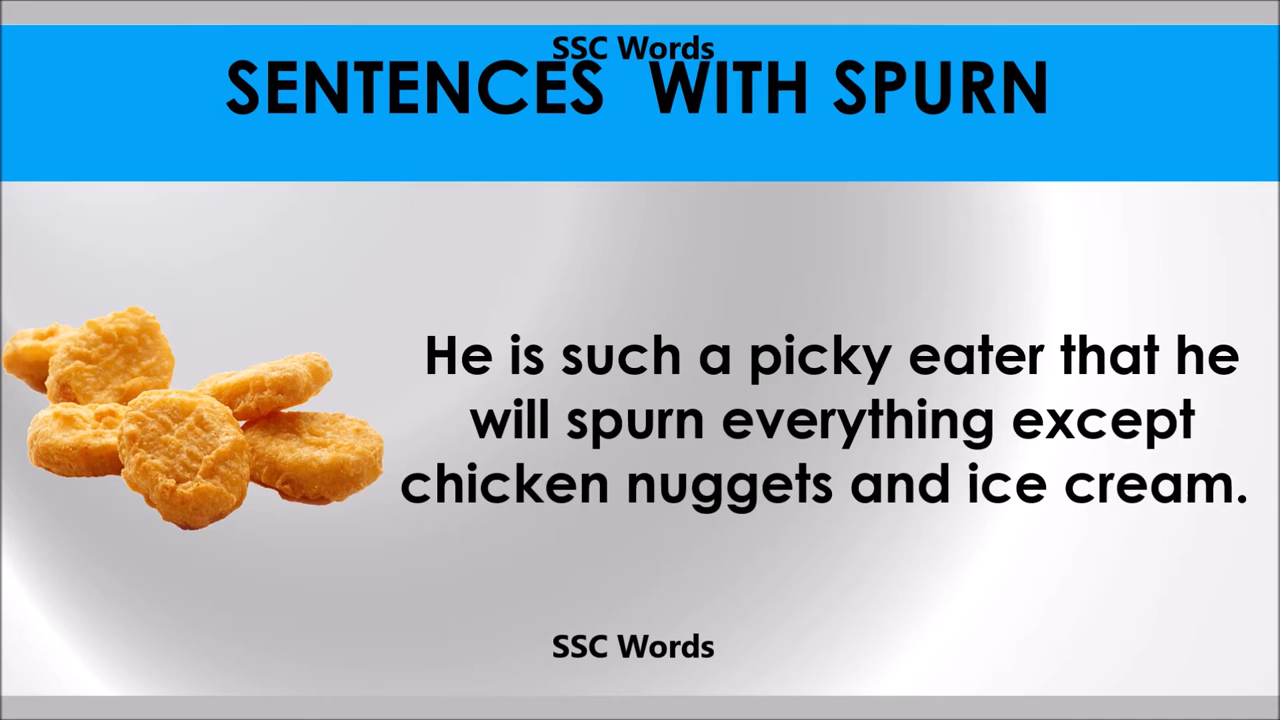 SSC Words
SENTENCES WITH SPURN
He is such a picky eater that he
will spurn everything except
chicken nuggets and ice cream.
SSC Words